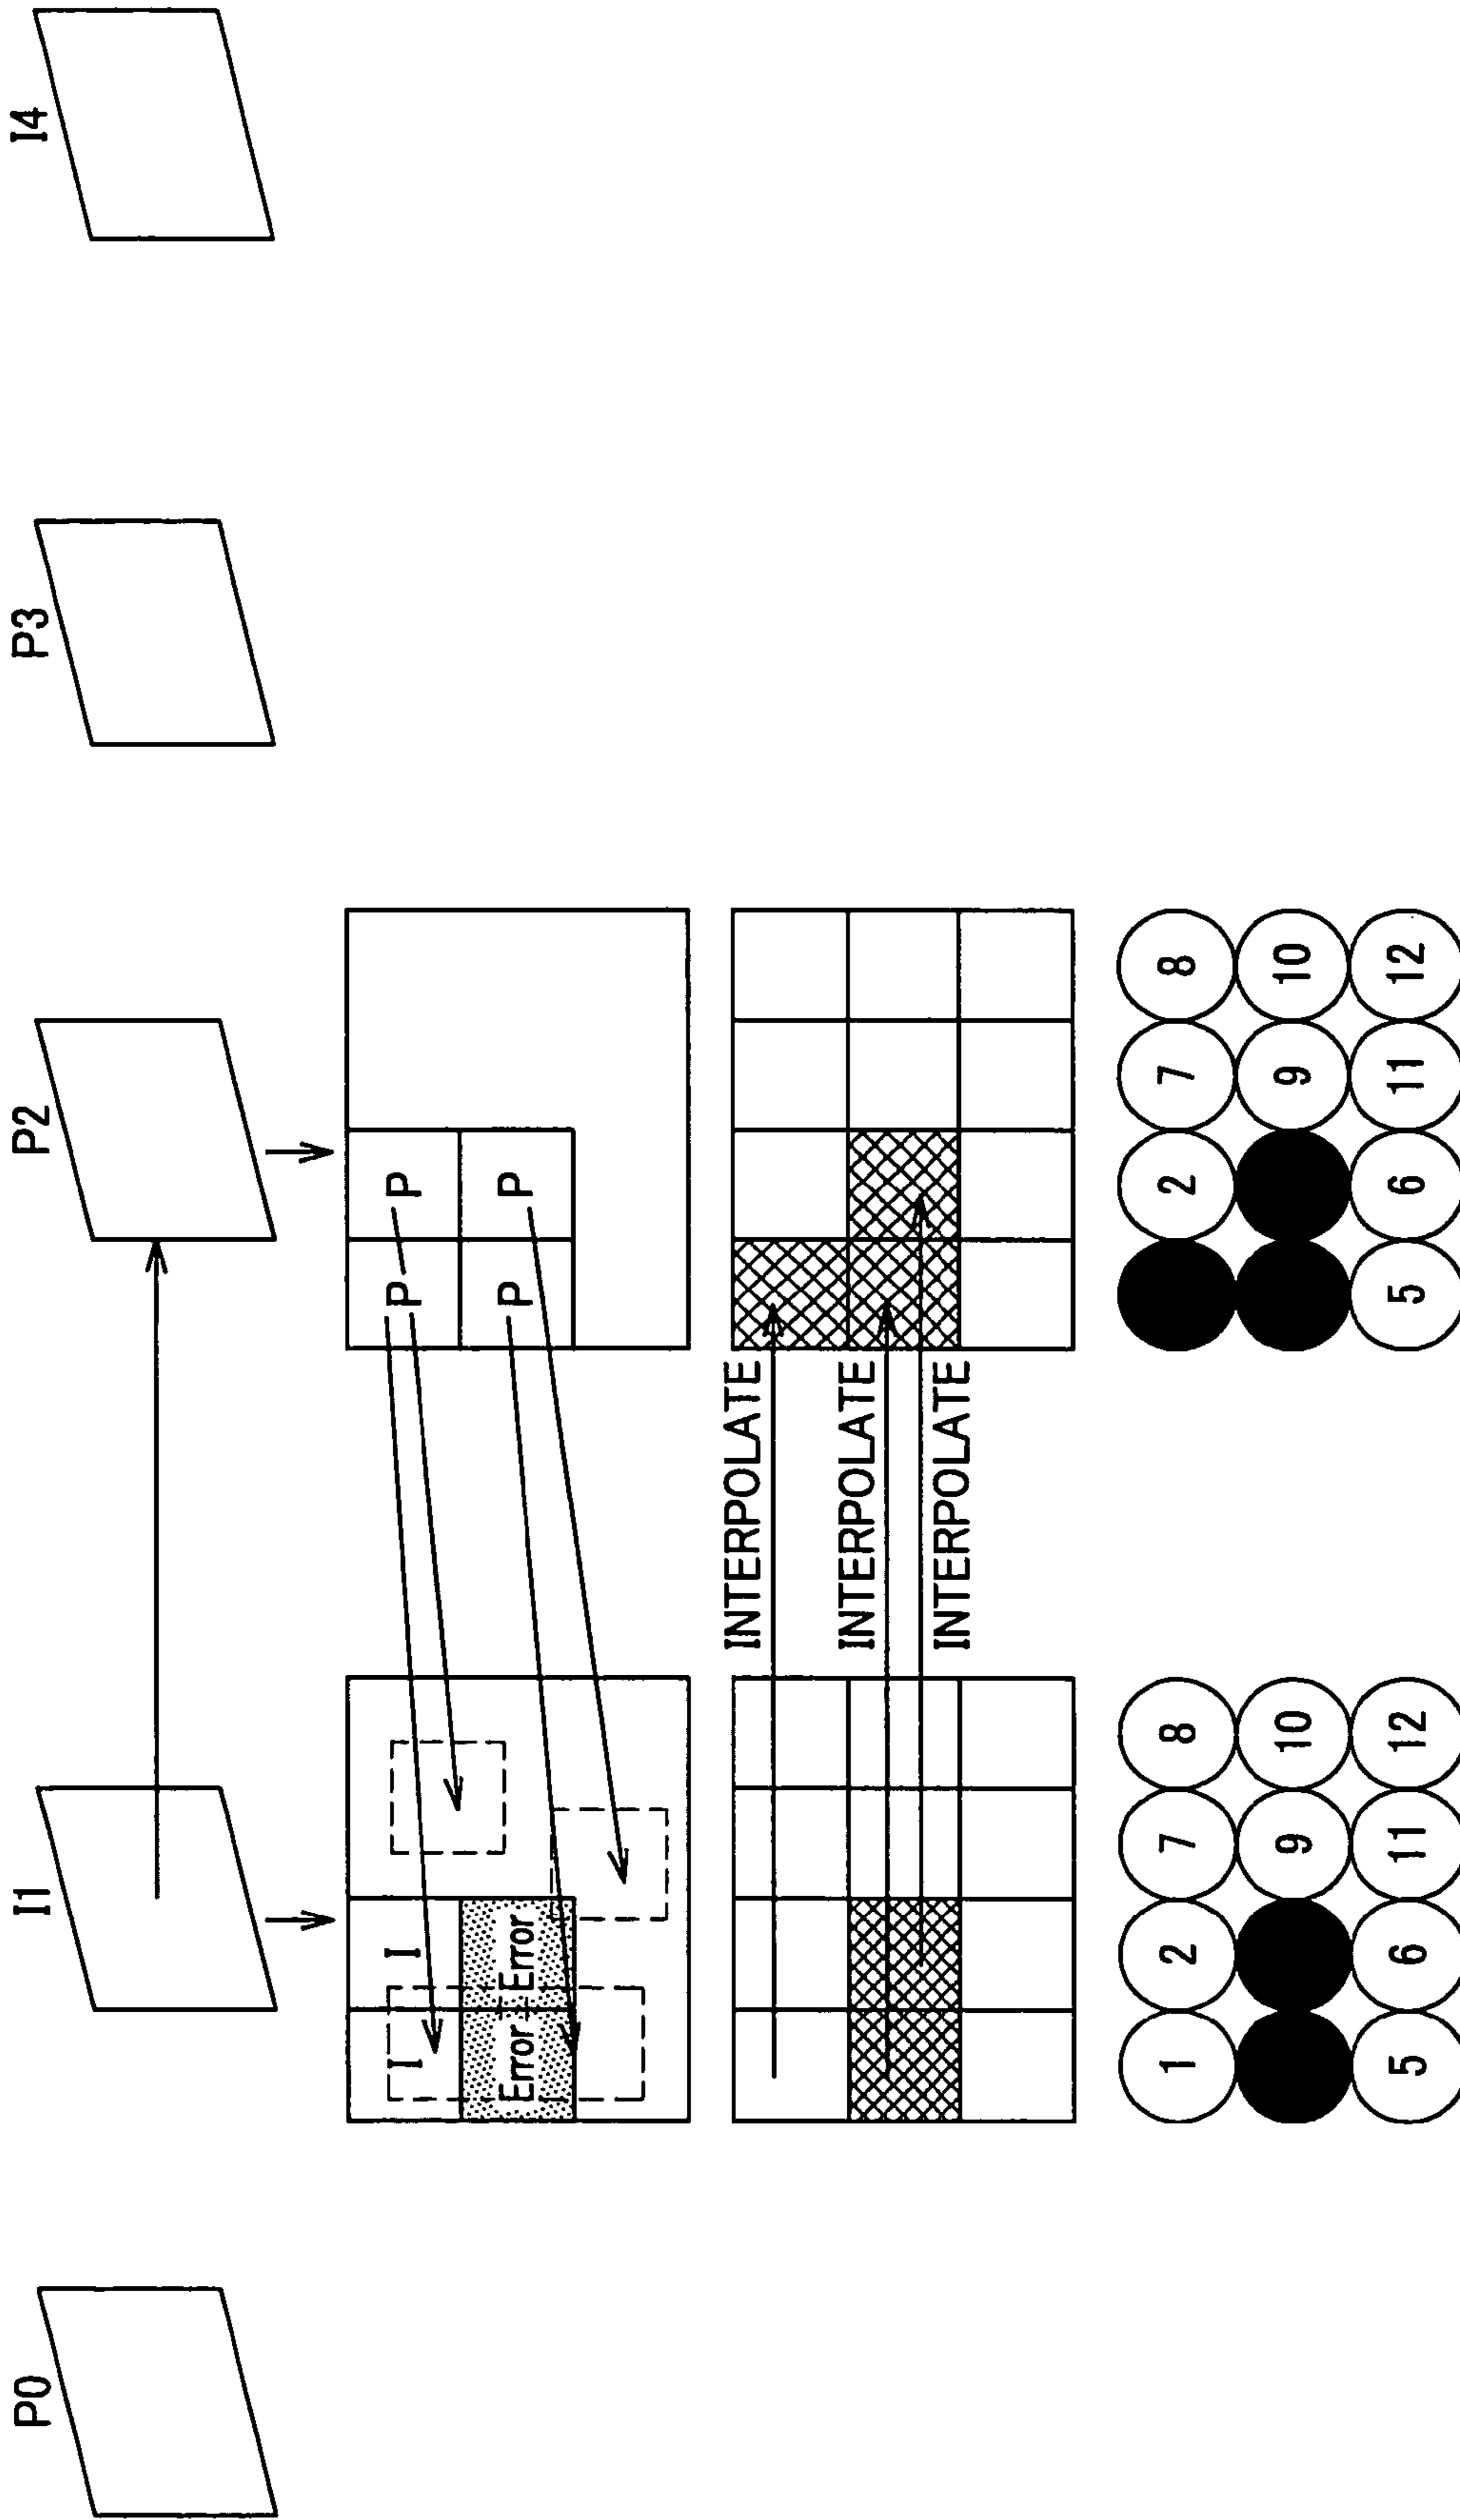 P0 I1 P2 P3 I4
I I P P
Error Error P P
INTERPOLATE
INTERPOLATE
INTERPOLATE
1 2 7 8 2 7 8
9 10 9 10
5 6 11 12 5 6 11 12